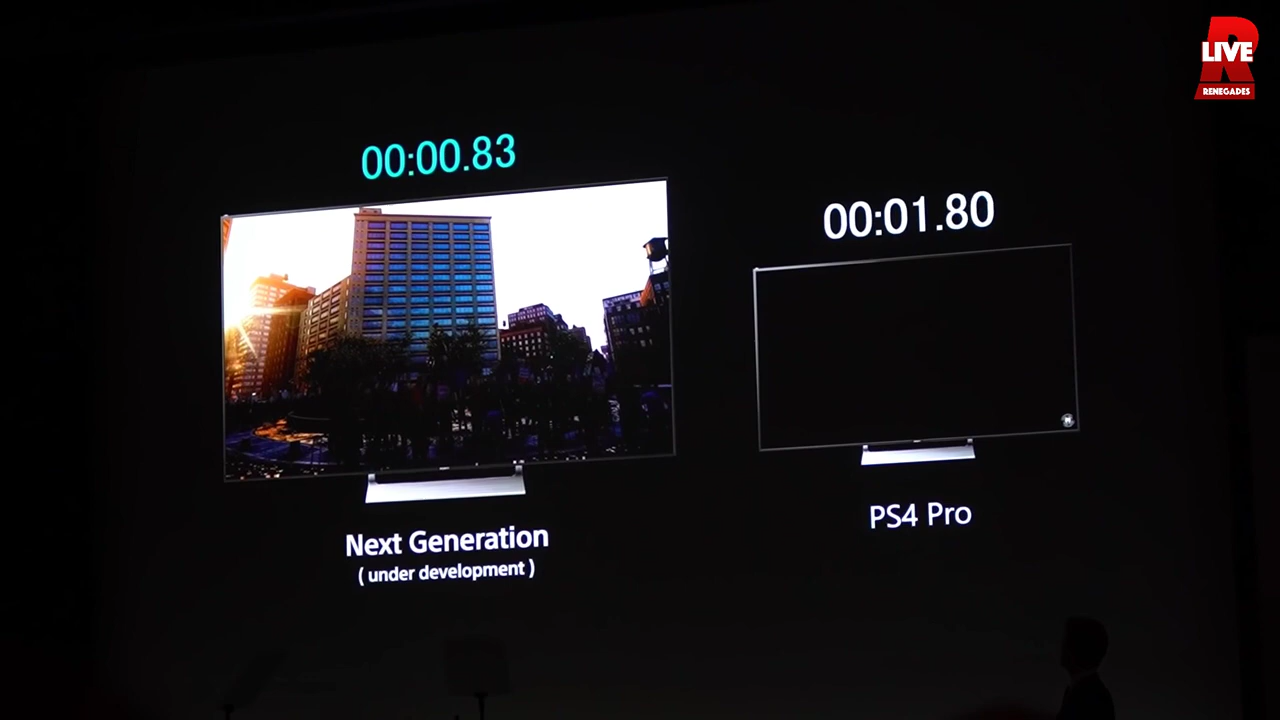 LIVE
RENEGADES
00:00.83
00:01.80
Next Generation
( under development )
PS4 Pro